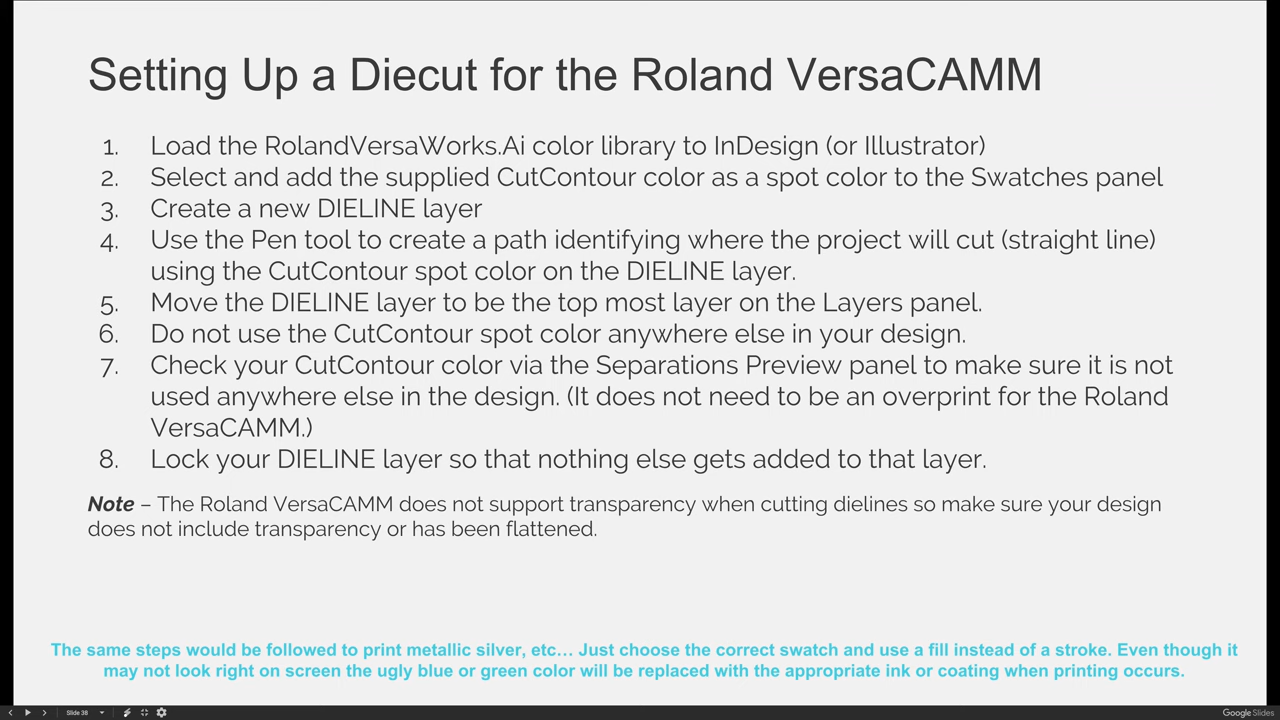 Setting Up a Diecut for the Roland VersaCAMM
1. Load the RolandVersaWorks.Ai color library to InDesign (or Illustrator)
2. Select and add the supplied CutContour color as a spot color to the Swatches panel
3. Create a new DIELINE layer
4. Use the Pen tool to create a path identifying where the project will cut (straight line)
using the CutContour spot color on the DIELINE layer.
5. Move the DIELINE layer to be the top most layer on the Layers panel.
6. Do not use the CutContour spot color anywhere else in your design.
7. Check your CutContour color via the Separations Preview panel to make sure it is not
used anywhere else in the design. (It does not need to be an overprint for the Roland
VersaCAMM.)
8. Lock your DIELINE layer so that nothing else gets added to that layer.
Note – The Roland VersaCAMM does not support transparency when cutting dielines so make sure your design
does not include transparency or has been flattened.
The same steps would be followed to print metallic silver, etc… Just choose the correct swatch and use a fill instead of a stroke. Even though it
may not look right on screen the ugly blue or green color will be replaced with the appropriate ink or coating when printing occurs.
Slide 38
Google Slides